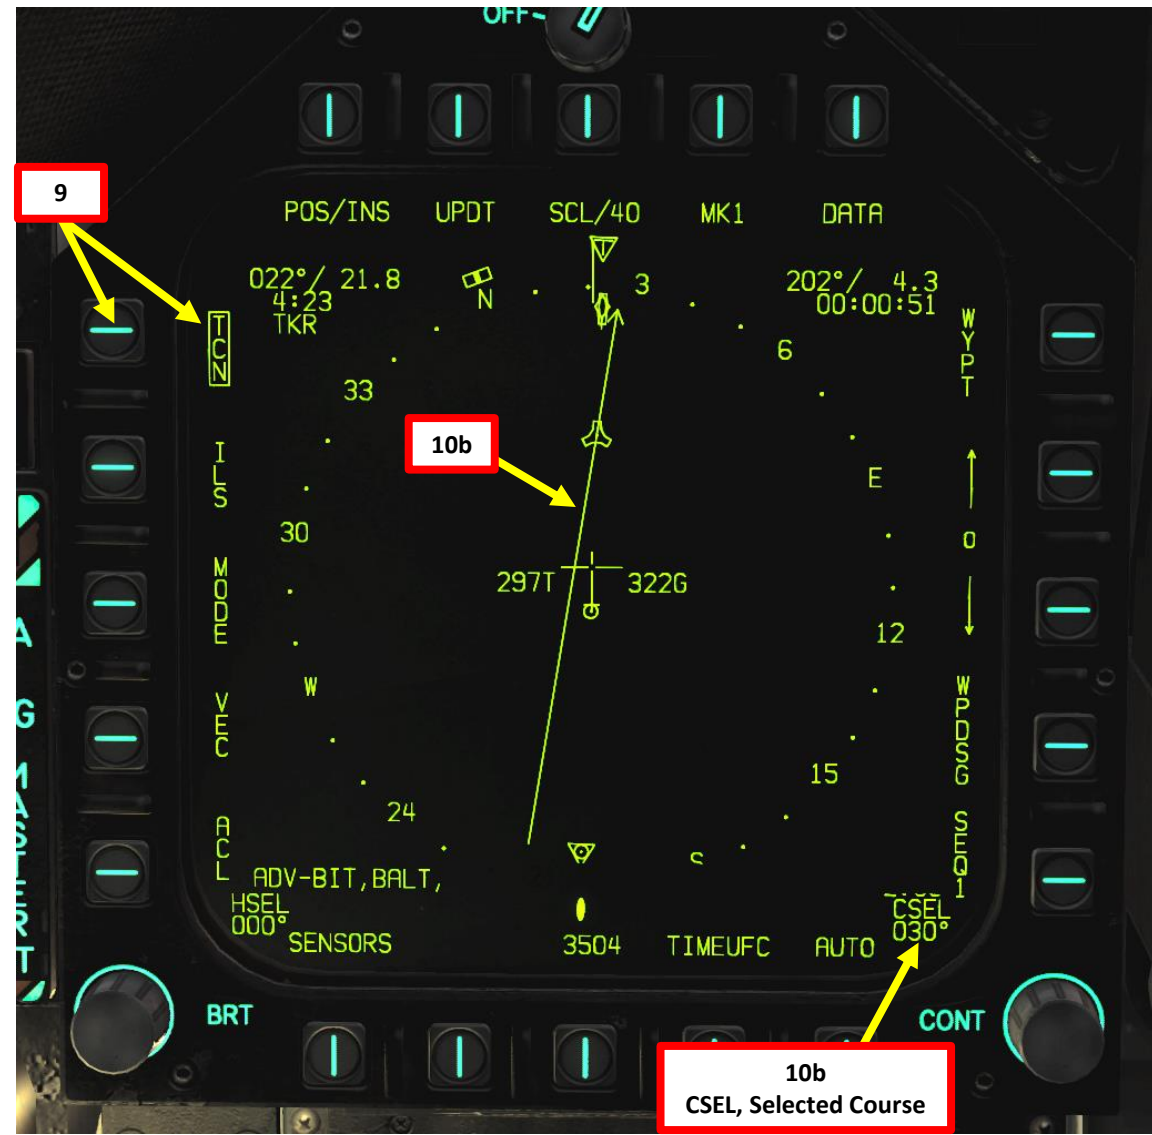 OFF
9
POS/INS UPDT SCL/40 MK1 DATA
022°/ 21.8
4:23
TKR
N
3
202°/ 4.3
00:00:51
TCN
WYPT
33
6
10b
ILS
E
30
0
MODE
297T
322G
12
A
W
VEC
WPDSG
G
15
24
MASTER
ACL
S
SEQ1
ADV-BIT,BALT,
HSEL
000°
CSEL
030°
SENSORS
3504
TIMEUFC
AUTO
BRT
CONT
10b
CSEL, Selected Course